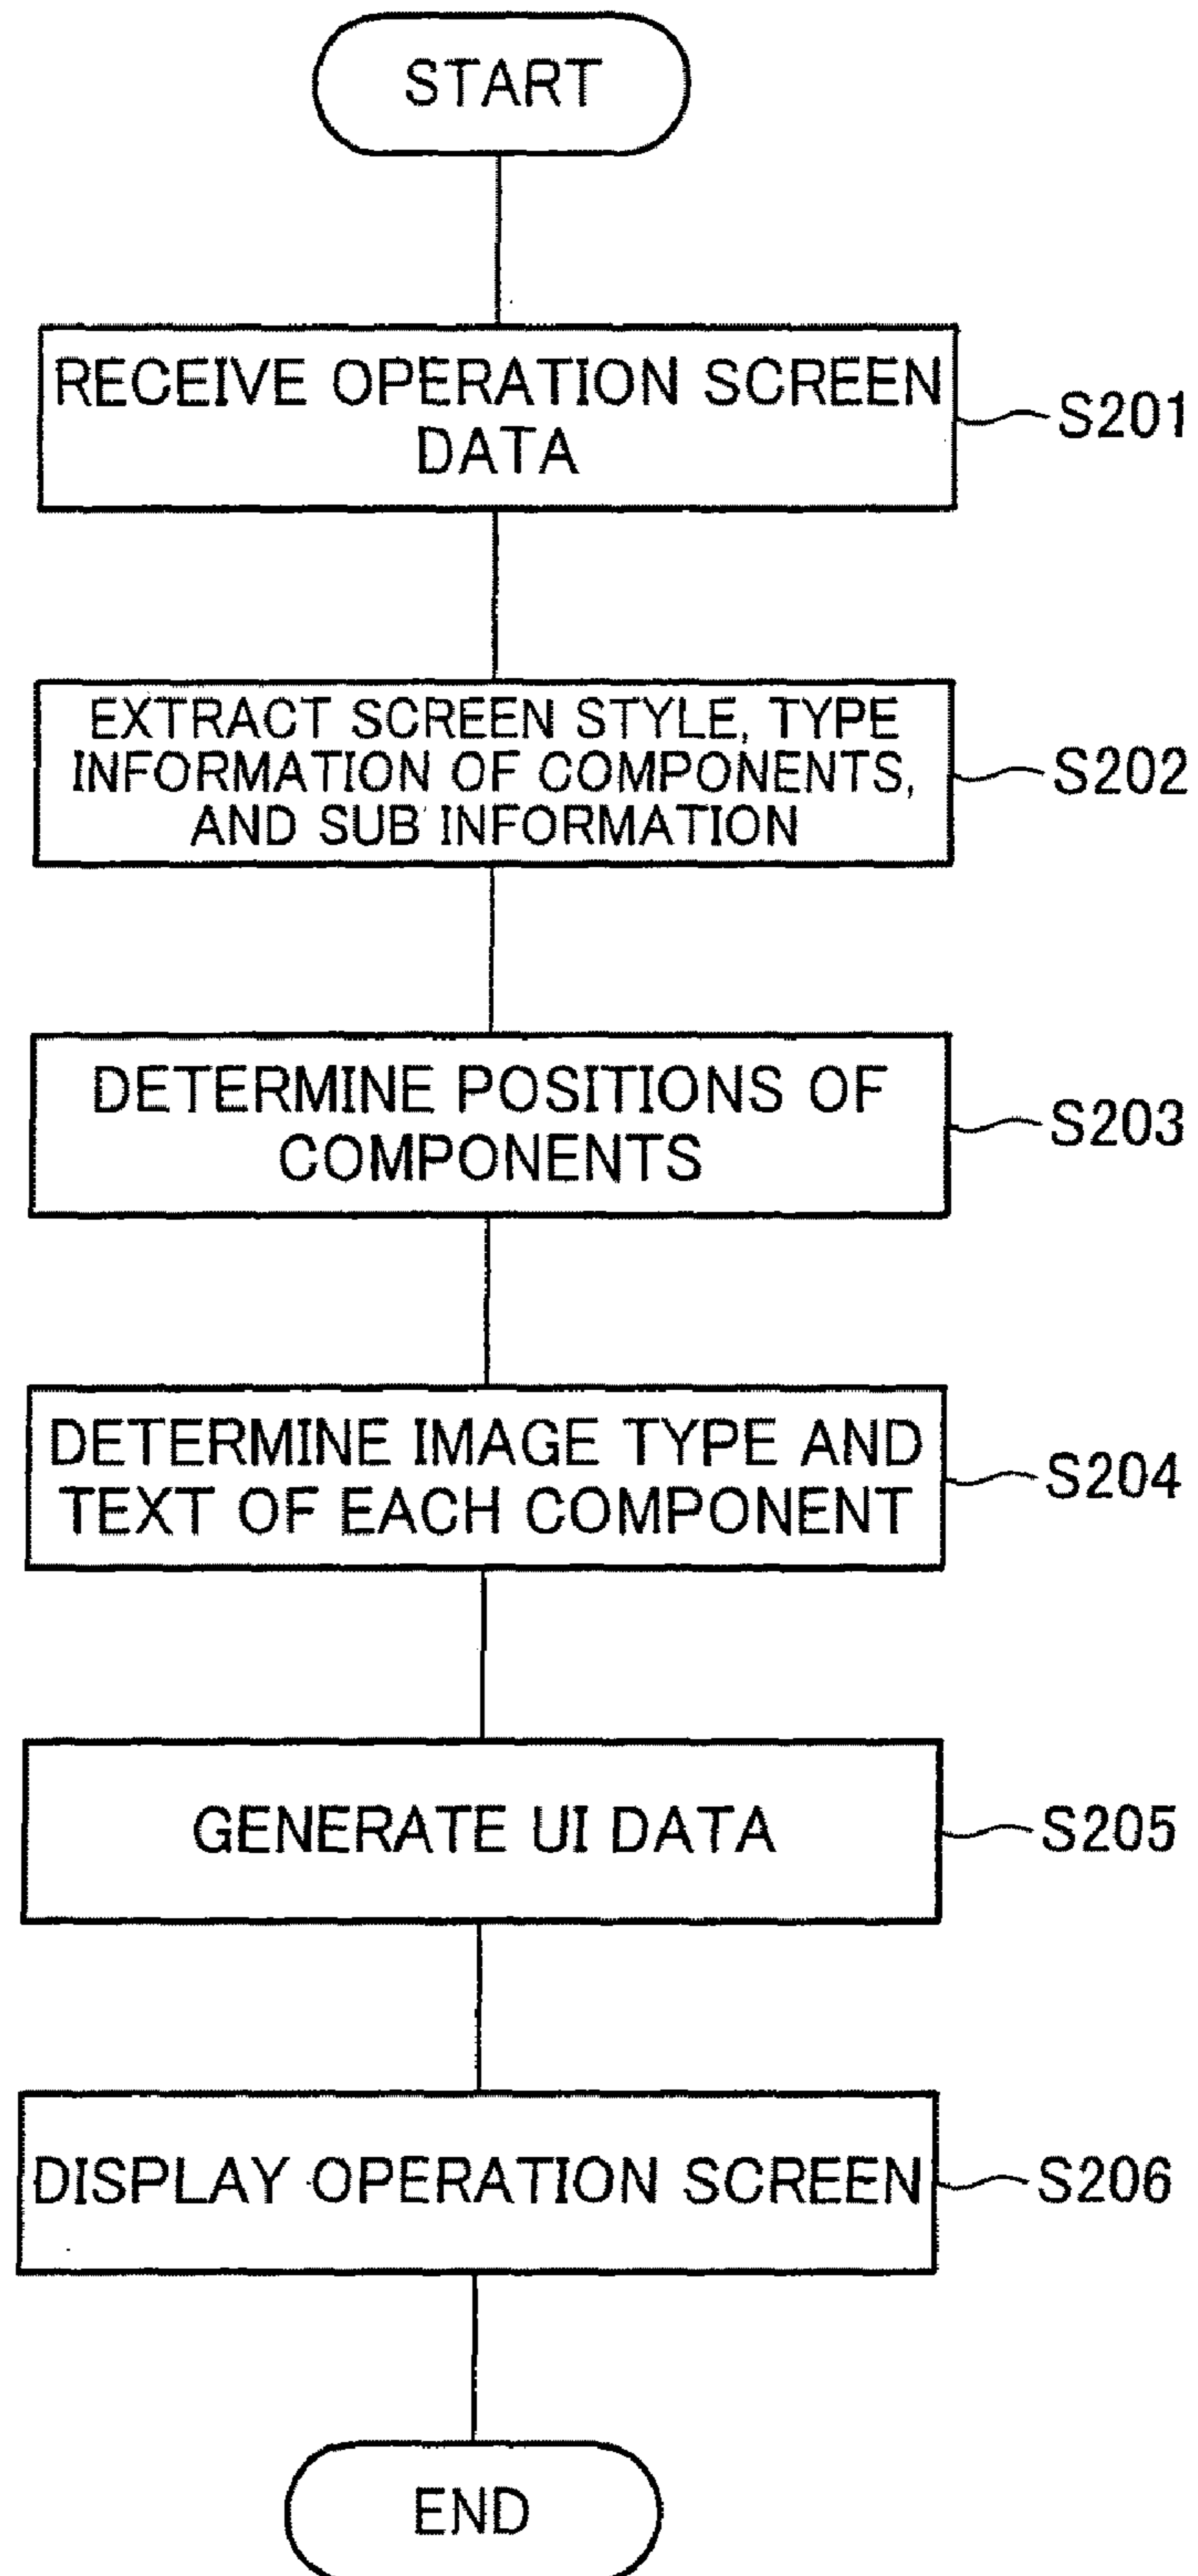 START
RECEIVE OPERATION SCREEN
DATA
S201
EXTRACT SCREEN STYLE, TYPE
INFORMATION OF COMPONENTS,
AND SUB INFORMATION
S202
DETERMINE POSITIONS OF
COMPONENTS
S203
DETERMINE IMAGE TYPE AND
TEXT OF EACH COMPONENT
S204
GENERATE UI DATA
S205
DISPLAY OPERATION SCREEN
S206
END